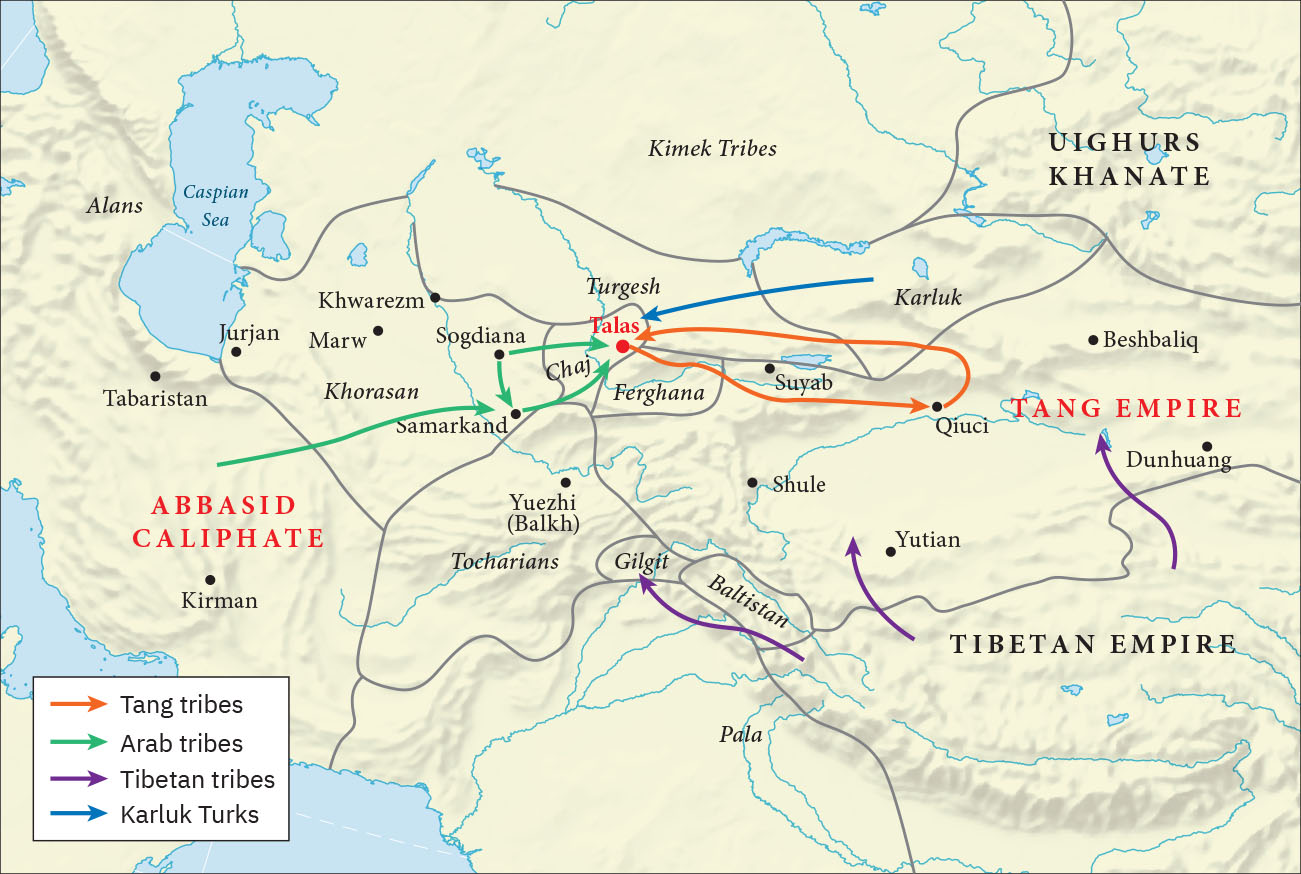 Kimek Tribes
UIGHURS
KHANATE
Alans
Caspian
Sea
Turgesh
Karluk
Khwarezm
Talas
Jurjan
Marw
Sogdiana
Beshbaliq
Chaj
Suyab
Tabaristan
Khorasan
Ferghana
TANG EMPIRE
Samarkand
Qiuci
Dunhuang
Shule
ABBASID
CALIPHATE
Yuezhi
(Balkh)
Yutian
Tocharians
Gilgit
Baltistan
Kirman
TIBETAN EMPIRE
Pala
Tang tribes
Arab tribes
Tibetan tribes
Karluk Turks